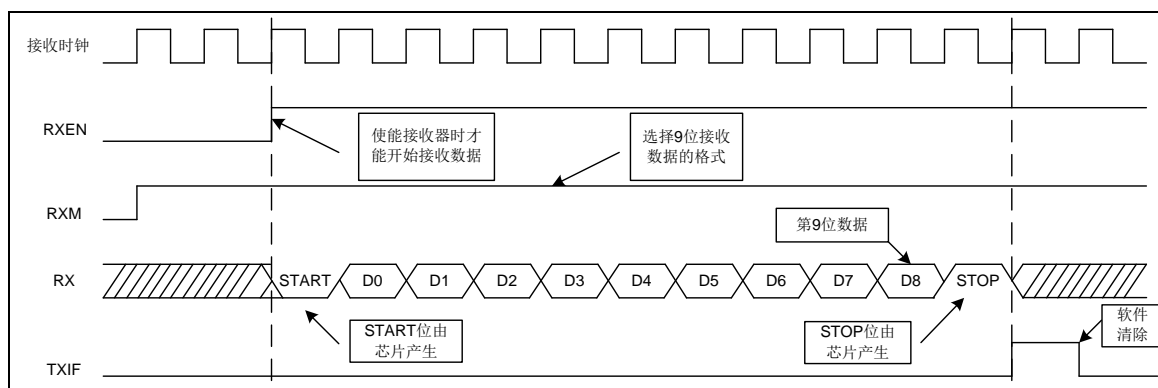 接收时钟
RXEN
使能接收器时才
能开始接收数据
选择9位接收
数据的格式
RXM
第9位数据
RX
START
D0
D1
D2
D3
D4
D5
D6
D7
D8
STOP
START位由
芯片产生
STOP位由
芯片产生
软件
清除
TXIF